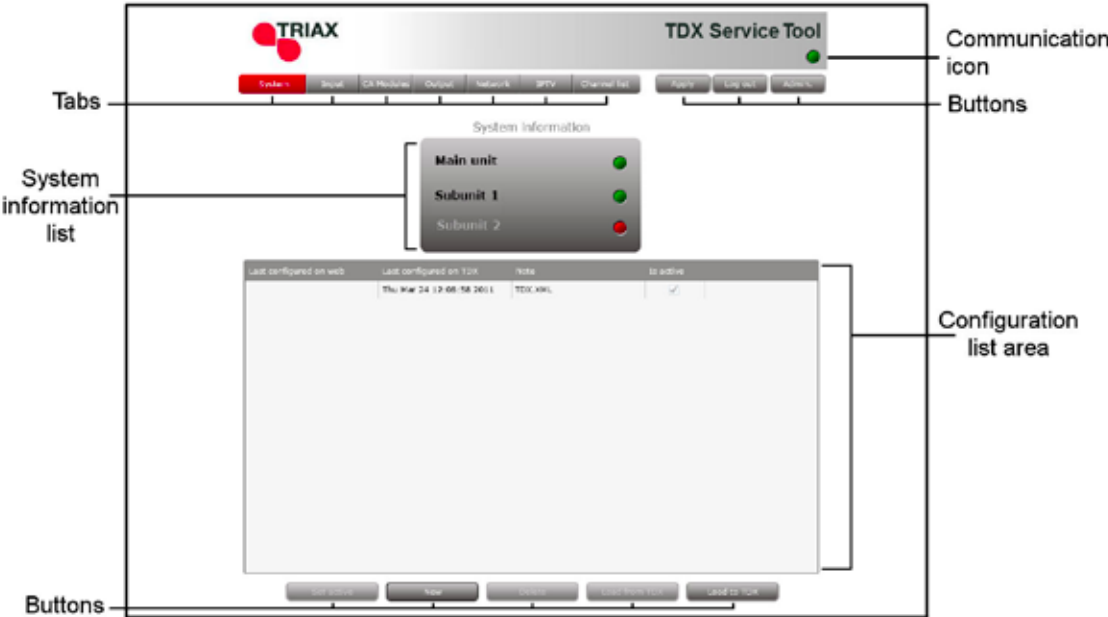 TRIAX
TDX Service Tool
Communication
icon
System Input CA Modules Output Network IPTV Channel list Apply Log out Admin.
Tabs
Buttons
System Information
Main unit
Subunit 1
Subunit 2
System
information
list
Last configured on web Last configured on TDX Note Is active
Thu Mar 24 12:08:58 2011 TDX.XML
Configuration
list area
Set active New Delete Load from TDX Load to TDX
Buttons